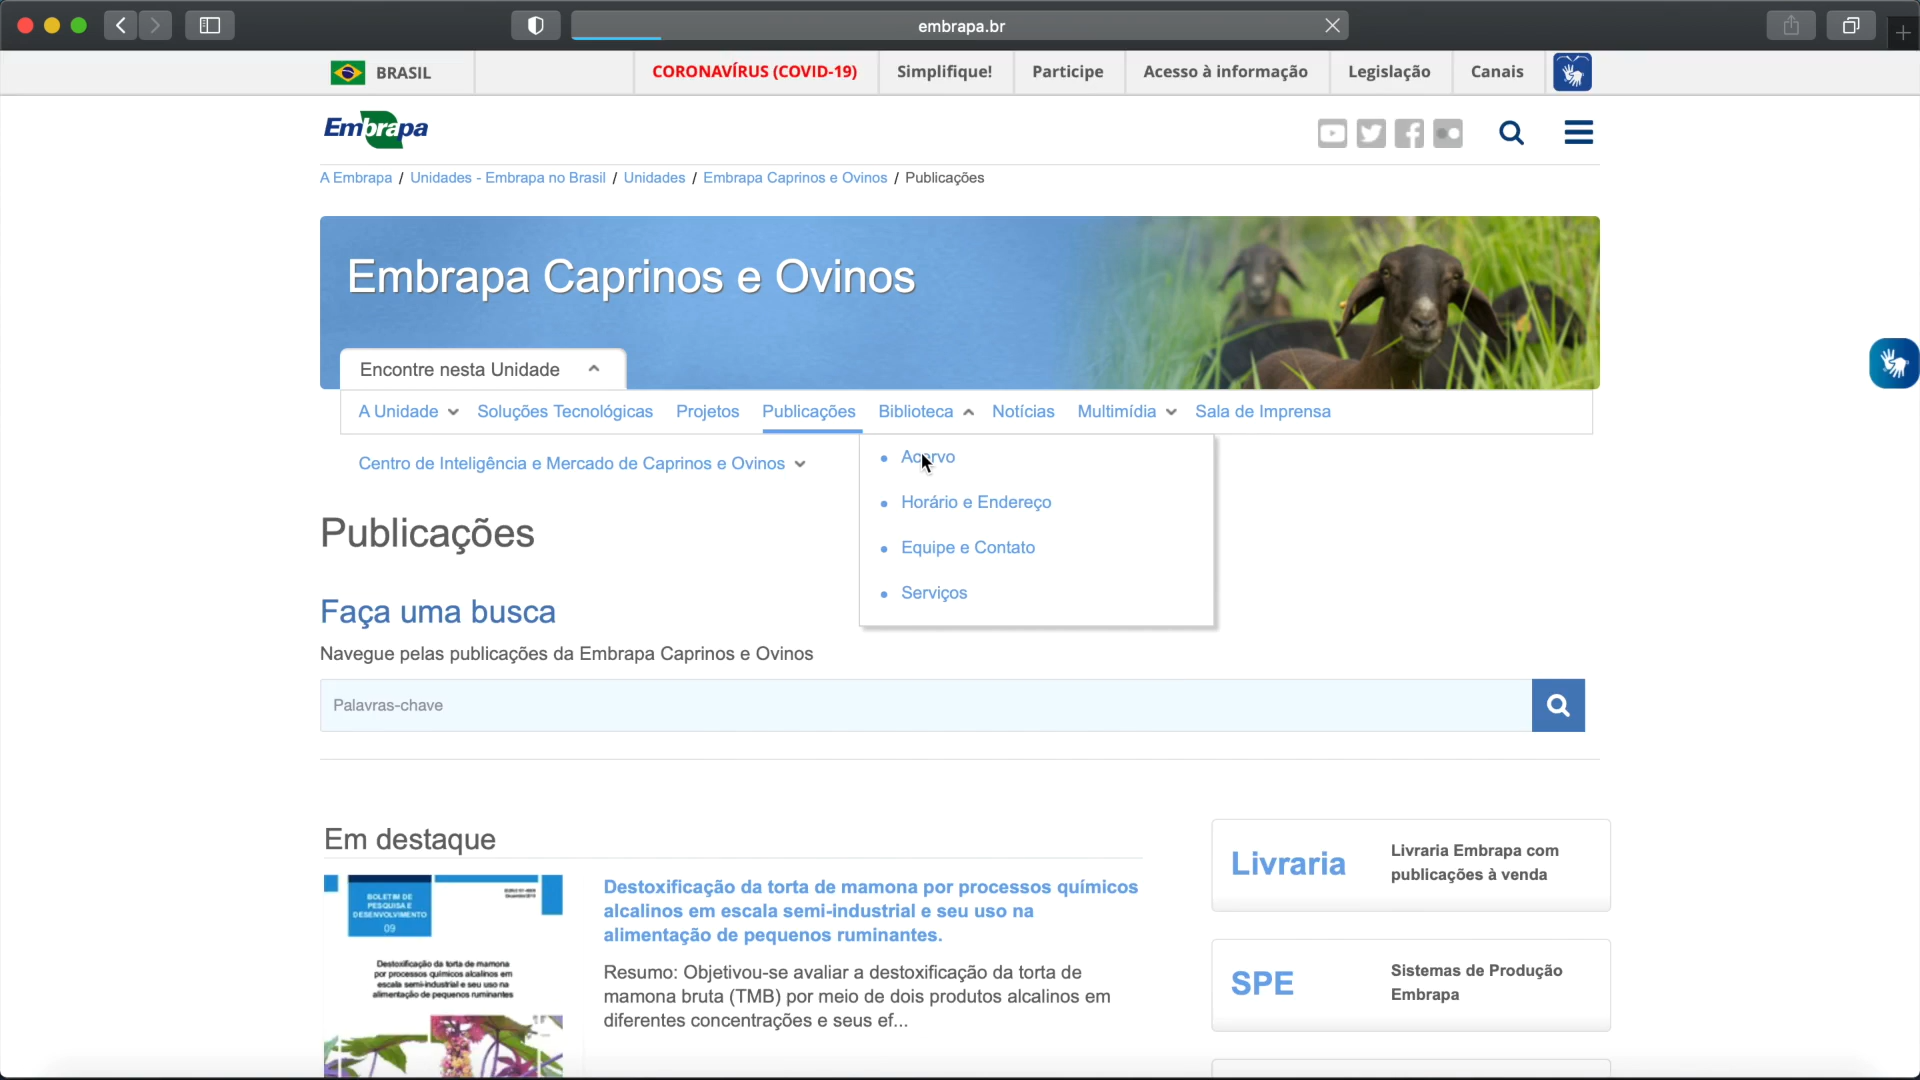 embrapa.br
BRASIL
CORONAVÍRUS (COVID-19)
Simplifique!
Participe
Acesso à informação
Legislação
Canais
Embrapa
A Embrapa / Unidades - Embrapa no Brasil / Unidades / Embrapa Caprinos e Ovinos / Publicações
Embrapa Caprinos e Ovinos
Encontre nesta Unidade
A Unidade
Soluções Tecnológicas
Projetos
Publicações
Biblioteca
Notícias
Multimídia
Sala de Imprensa
Centro de Inteligência e Mercado de Caprinos e Ovinos
Acervo
Horário e Endereço
Equipe e Contato
Serviços
Publicações
Faça uma busca
Navegue pelas publicações da Embrapa Caprinos e Ovinos
Palavras-chave
Em destaque
BOLETIM DE
PESQUISA E
DESENVOLVIMENTO
09
Destoxificação da torta de mamona
por processos químicos alcalinos em
escala semi-industrial e seu uso na
alimentação de pequenos ruminantes
Destoxificação da torta de mamona por processos químicos
alcalinos em escala semi-industrial e seu uso na
alimentação de pequenos ruminantes.
Resumo: Objetivou-se avaliar a destoxificação da torta de
mamona bruta (TMB) por meio de dois produtos alcalinos em
diferentes concentrações e seus ef...
Livraria
Livraria Embrapa com
publicações à venda
SPE
Sistemas de Produção
Embrapa